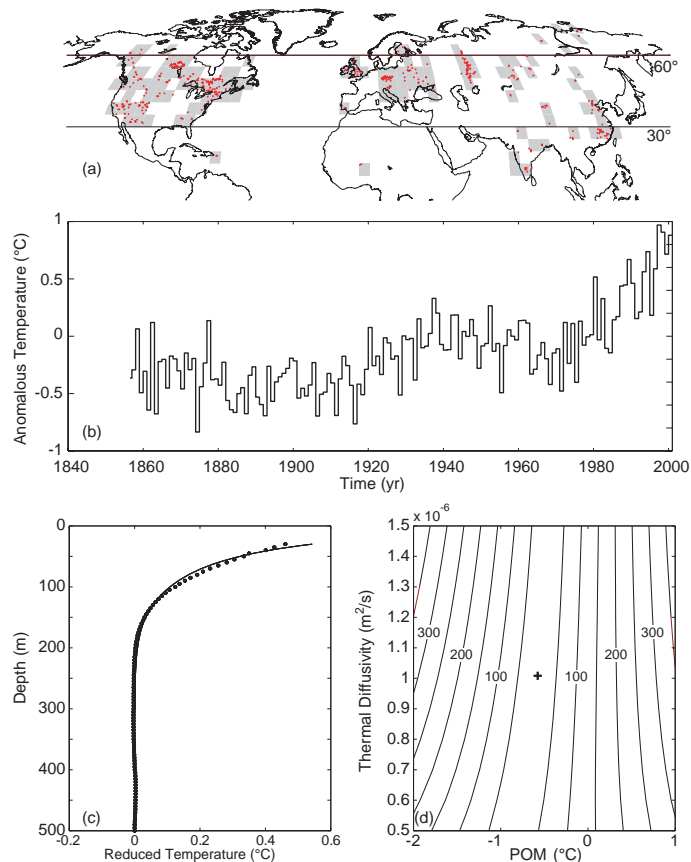 60°
30°
(a)
Anomalous Temperature (°C)
1
0.5
0
-0.5
-1
(b)
1840 1860 1880 1900 1920 1940 1960 1980 2000
Time (yr)
Depth (m)
0
100
200
300
400
500
(c)
-0.2 0 0.2 0.4 0.6
Reduced Temperature (°C)
Thermal Diffusivity (m²/s)
x 10⁻⁶
1.5
1.4
1.3
1.2
1.1
1
0.9
0.8
0.7
0.6
0.5
300 200 100 100 200 300
(d)
-2 -1 0 1
POM (°C)